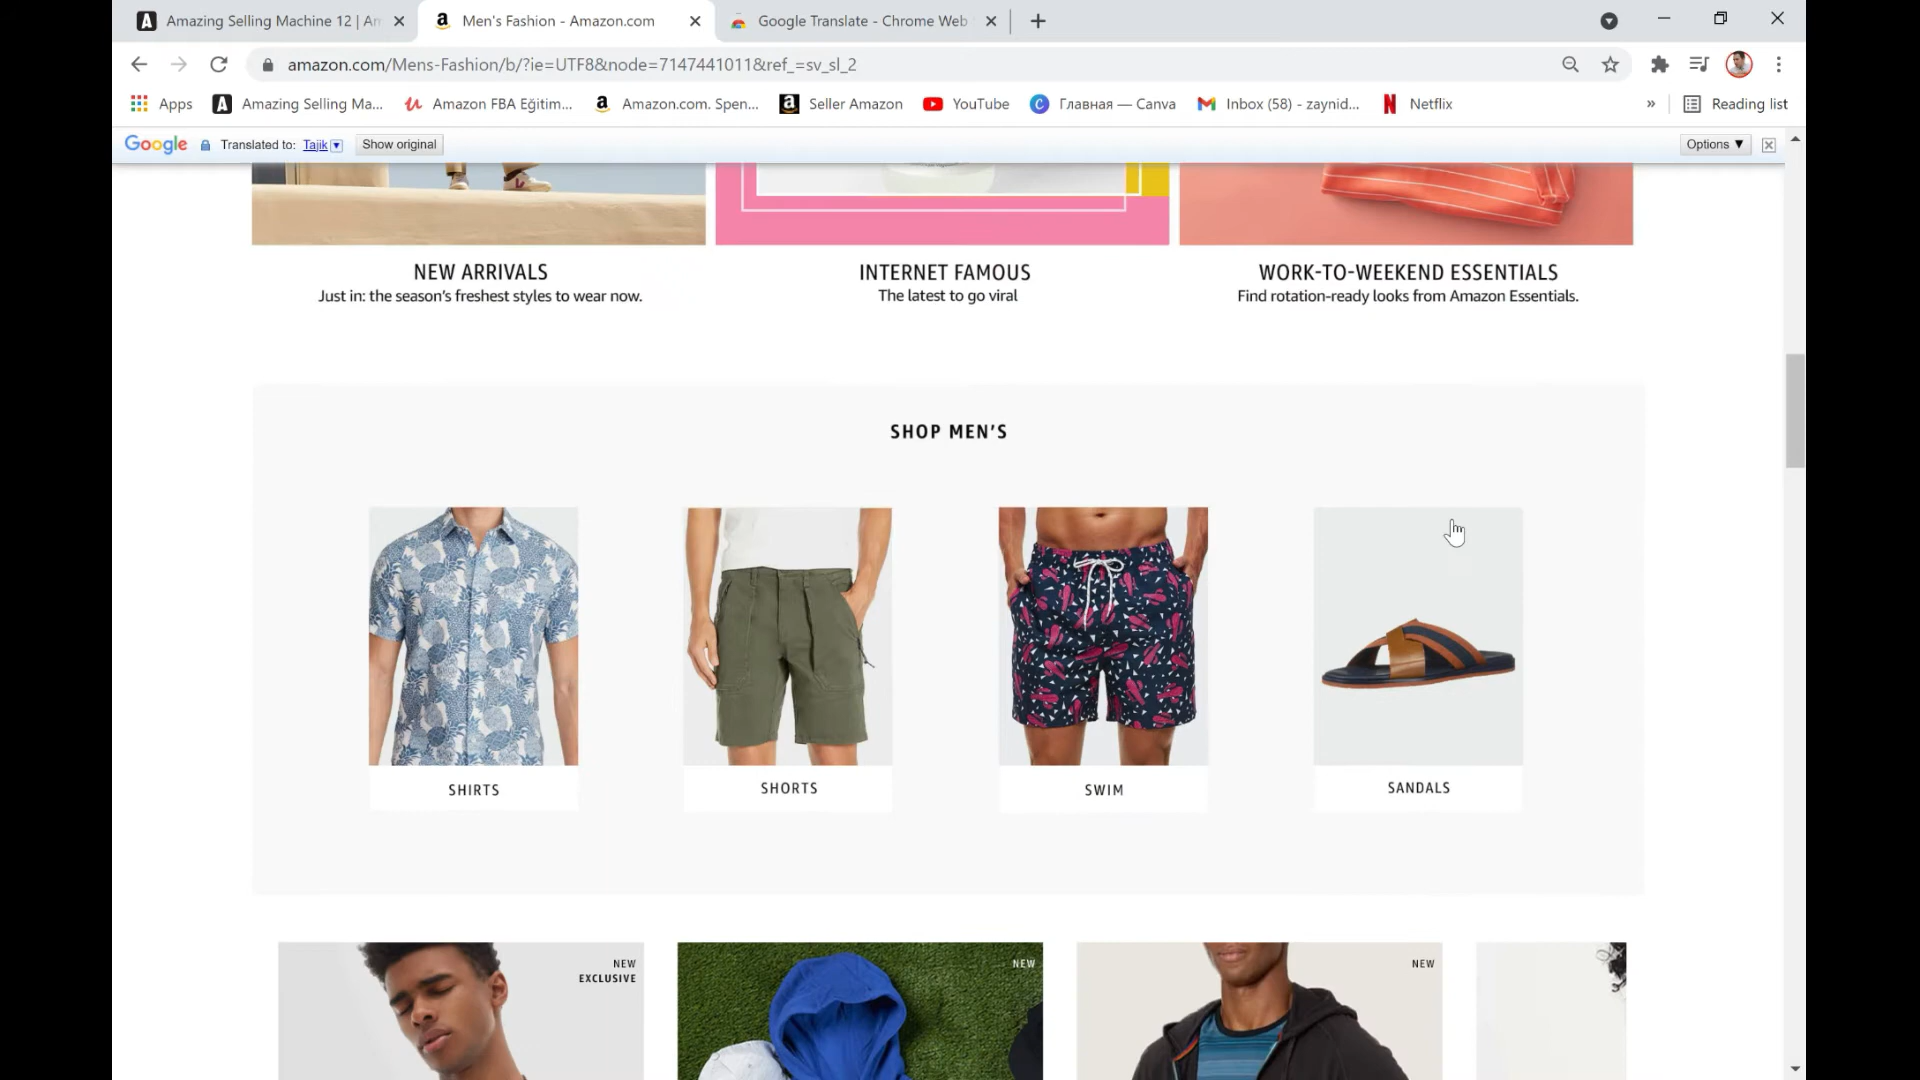 Amazing Selling Machine 12 | Am
Men's Fashion - Amazon.com
Google Translate - Chrome Web
amazon.com/Mens-Fashion/b/?ie=UTF8&node=7147441011&ref_=sv_sl_2
Apps
Amazing Selling Ma...
Amazon FBA Eğitim...
Amazon.com. Spen...
Seller Amazon
YouTube
Главная — Canva
Inbox (58) - zaynid...
Netflix
»
Reading list
Google Translated to: Tajik Show original
Options ▼
NEW ARRIVALS
Just in: the season's freshest styles to wear now.
INTERNET FAMOUS
The latest to go viral
WORK-TO-WEEKEND ESSENTIALS
Find rotation-ready looks from Amazon Essentials.
SHOP MEN'S
SHIRTS
SHORTS
SWIM
SANDALS
NEW
EXCLUSIVE
NEW
NEW